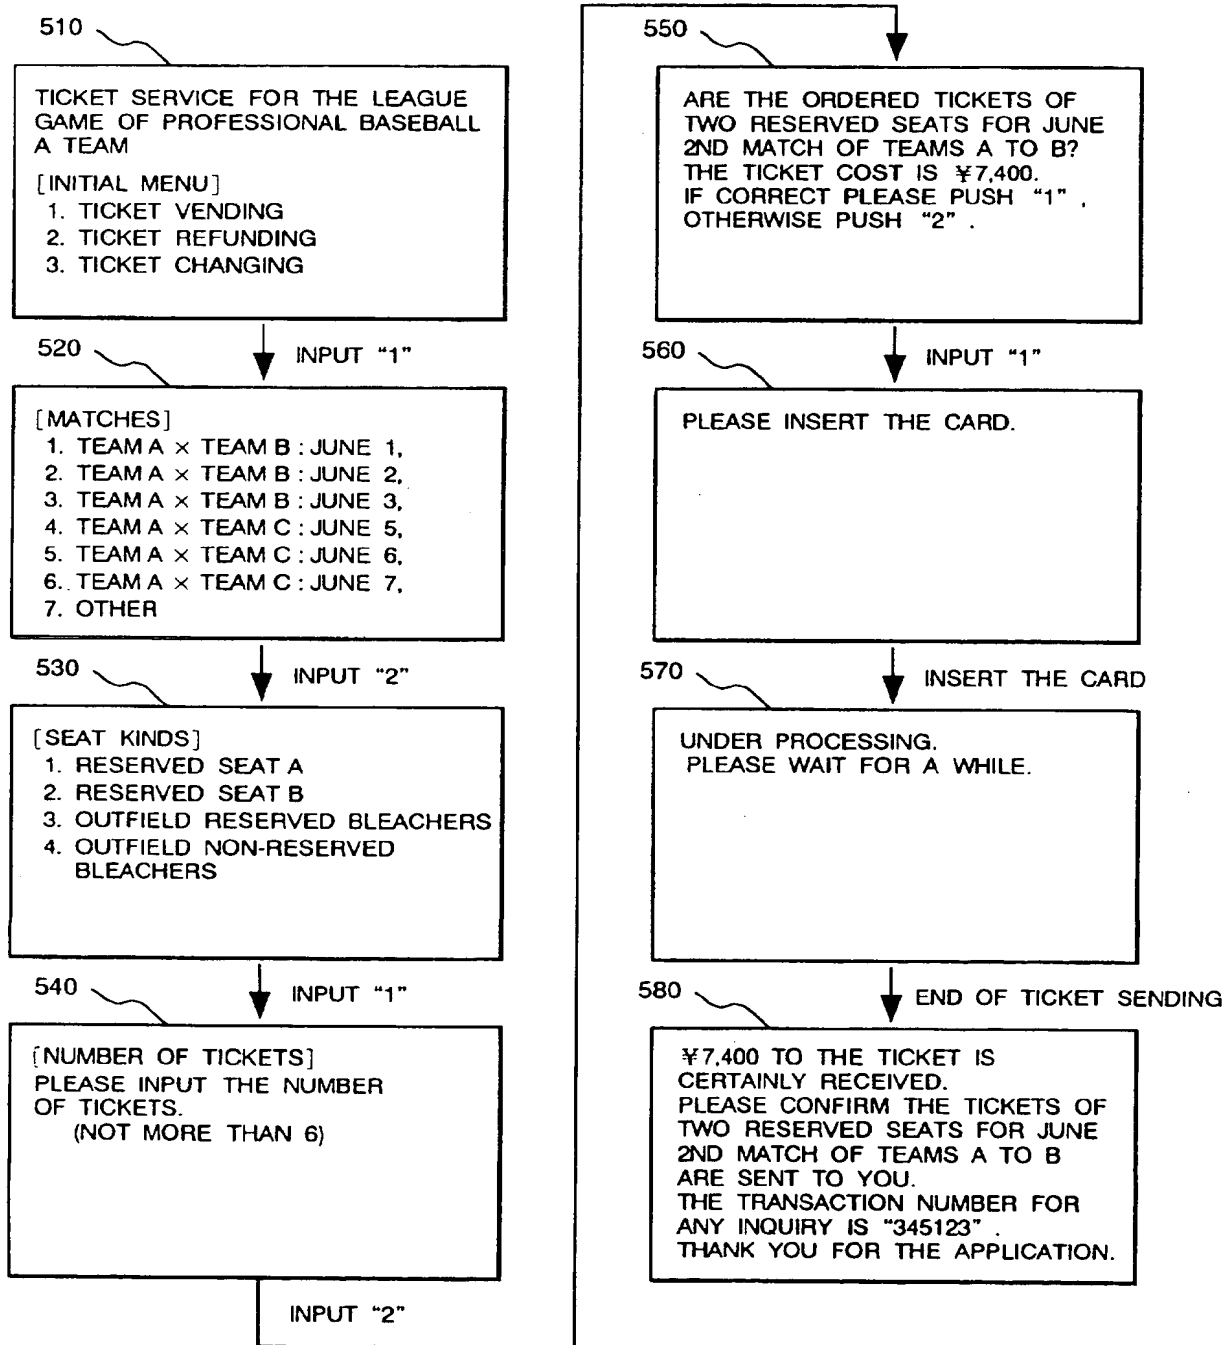 510
TICKET SERVICE FOR THE LEAGUE
GAME OF PROFESSIONAL BASEBALL
A TEAM
[INITIAL MENU]
1. TICKET VENDING
2. TICKET REFUNDING
3. TICKET CHANGING
INPUT "1"
520
[MATCHES]
1. TEAM A × TEAM B : JUNE 1,
2. TEAM A × TEAM B : JUNE 2,
3. TEAM A × TEAM B : JUNE 3,
4. TEAM A × TEAM C : JUNE 5,
5. TEAM A × TEAM C : JUNE 6,
6. TEAM A × TEAM C : JUNE 7,
7. OTHER
INPUT "2"
530
[SEAT KINDS]
1. RESERVED SEAT A
2. RESERVED SEAT B
3. OUTFIELD RESERVED BLEACHERS
4. OUTFIELD NON-RESERVED
BLEACHERS
INPUT "1"
540
[NUMBER OF TICKETS]
PLEASE INPUT THE NUMBER
OF TICKETS.
(NOT MORE THAN 6)
INPUT "2"
550
ARE THE ORDERED TICKETS OF
TWO RESERVED SEATS FOR JUNE
2ND MATCH OF TEAMS A TO B?
THE TICKET COST IS ¥7,400.
IF CORRECT PLEASE PUSH "1" ,
OTHERWISE PUSH "2" .
INPUT "1"
560
PLEASE INSERT THE CARD.
INSERT THE CARD
570
UNDER PROCESSING.
PLEASE WAIT FOR A WHILE.
END OF TICKET SENDING
580
¥7,400 TO THE TICKET IS
CERTAINLY RECEIVED.
PLEASE CONFIRM THE TICKETS OF
TWO RESERVED SEATS FOR JUNE
2ND MATCH OF TEAMS A TO B
ARE SENT TO YOU.
THE TRANSACTION NUMBER FOR
ANY INQUIRY IS "345123" .
THANK YOU FOR THE APPLICATION.